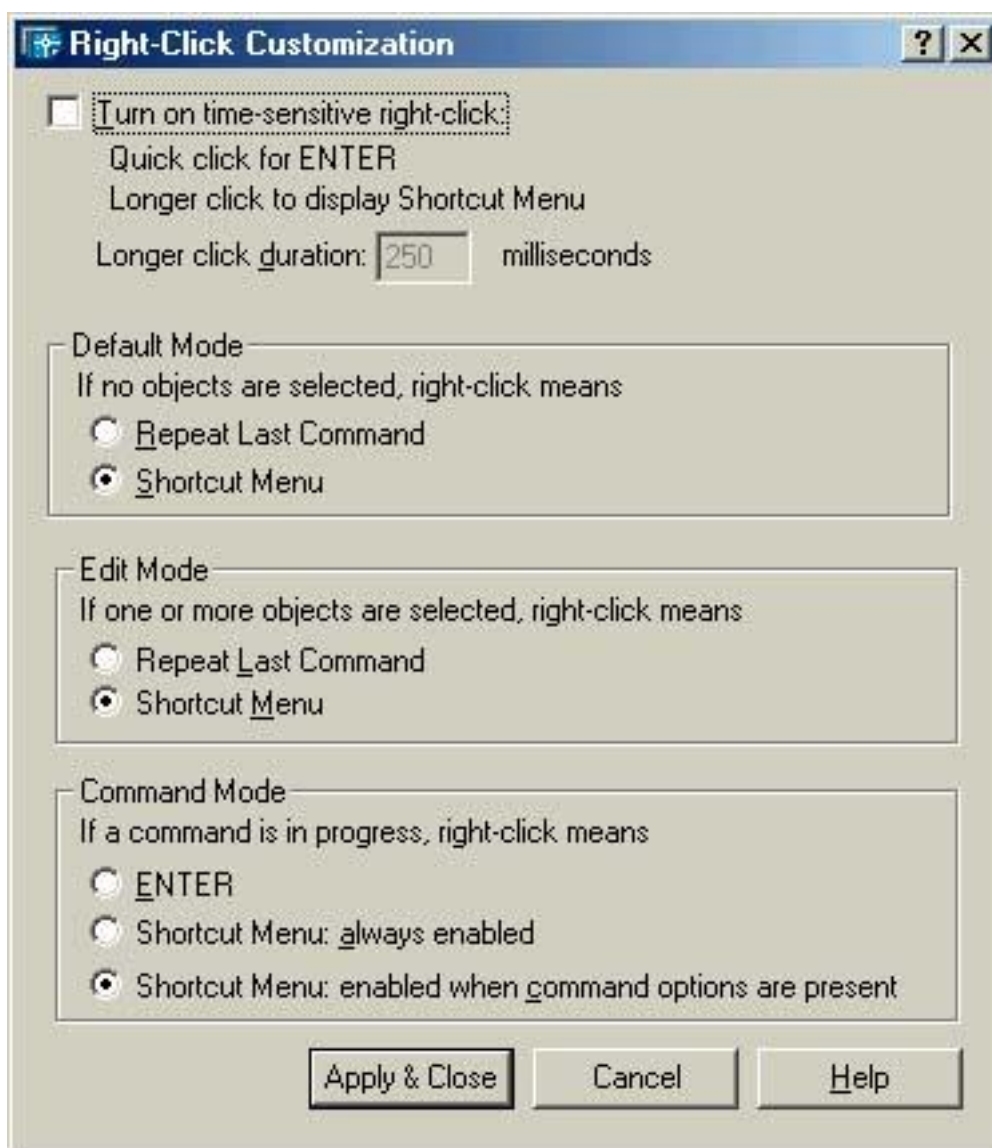 Right-Click Customization
Turn on time-sensitive right-click:
Quick click for ENTER
Longer click to display Shortcut Menu
Longer click duration: 250 milliseconds
Default Mode
If no objects are selected, right-click means
Repeat Last Command
Shortcut Menu
Edit Mode
If one or more objects are selected, right-click means
Repeat Last Command
Shortcut Menu
Command Mode
If a command is in progress, right-click means
ENTER
Shortcut Menu: always enabled
Shortcut Menu: enabled when command options are present
Apply & Close Cancel Help